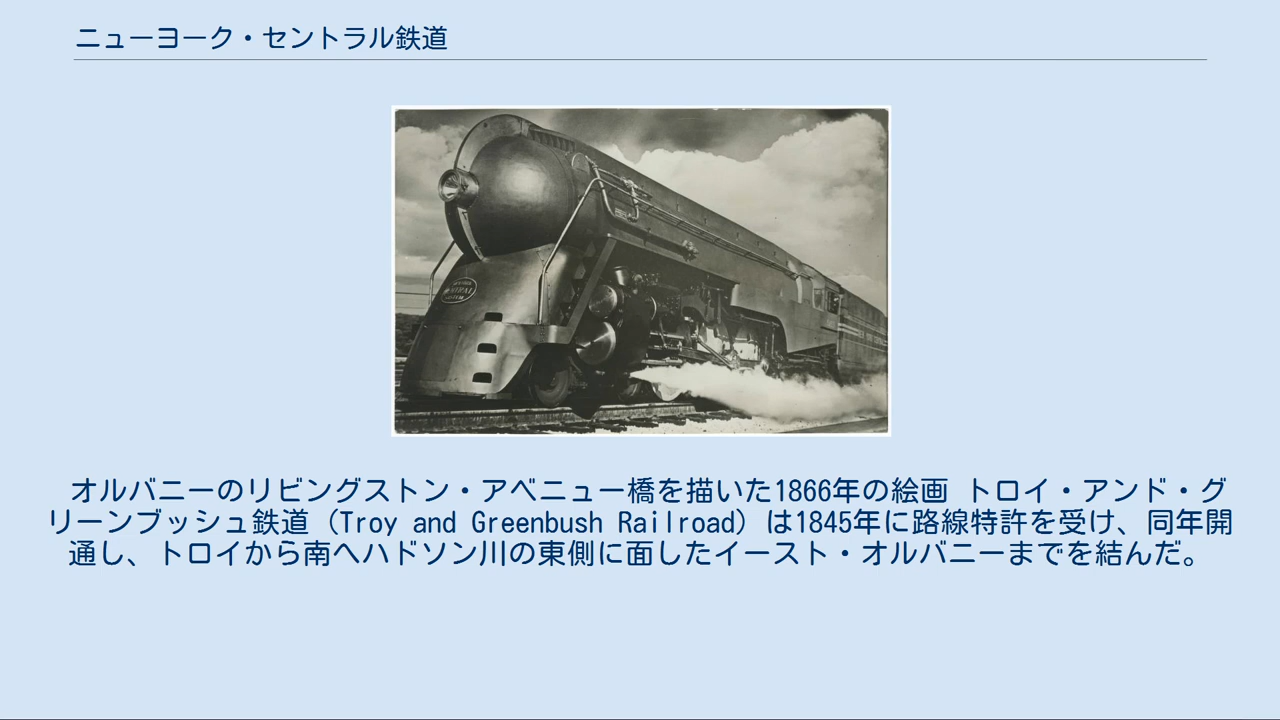 ニューヨーク・セントラル鉄道
オルバニーのリビングストン・アベニュー橋を描いた1866年の絵画 トロイ・アンド・グ
リーンブッシュ鉄道（Troy and Greenbush Railroad）は1845年に路線特許を受け、同年開
通し、トロイから南へハドソン川の東側に面したイースト・オルバニーまでを結んだ。